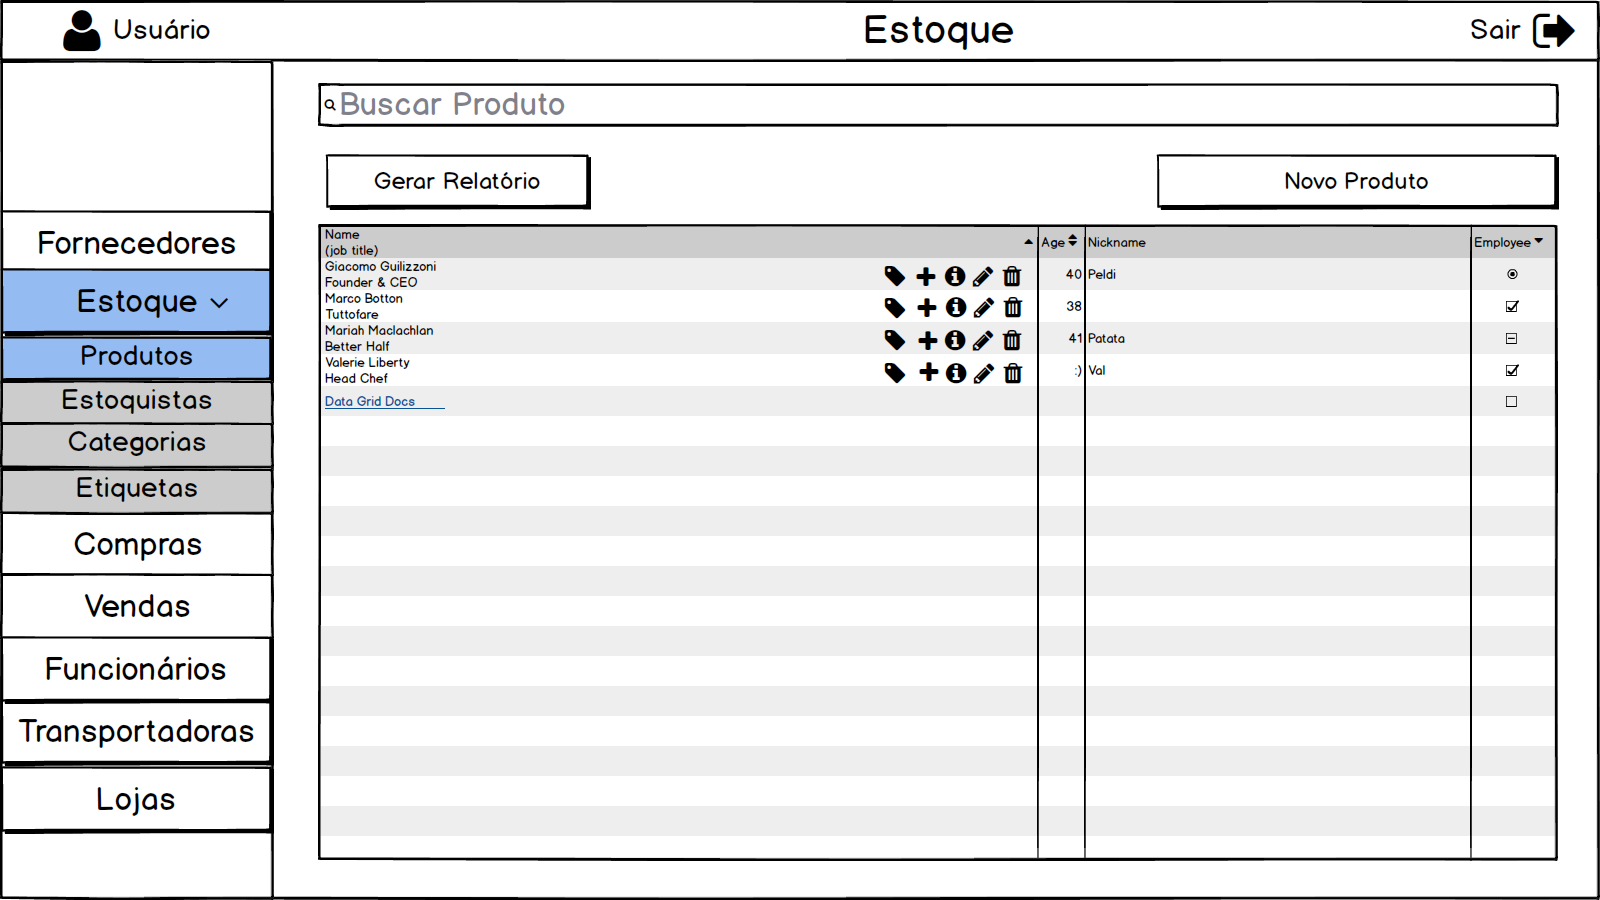 Usuário
Estoque
Sair
Buscar Produto
Gerar Relatório
Novo Produto
Fornecedores
Estoque
Produtos
Estoquistas
Categorias
Etiquetas
Compras
Vendas
Funcionários
Transportadoras
Lojas
Name
(job title)
Age
Nickname
Employee
Giacomo Guilizzoni
Founder & CEO
40
Peldi
Marco Botton
Tuttofare
38
Mariah Maclachlan
Better Half
41
Patata
Valerie Liberty
Head Chef
:)
Val
Data Grid Docs